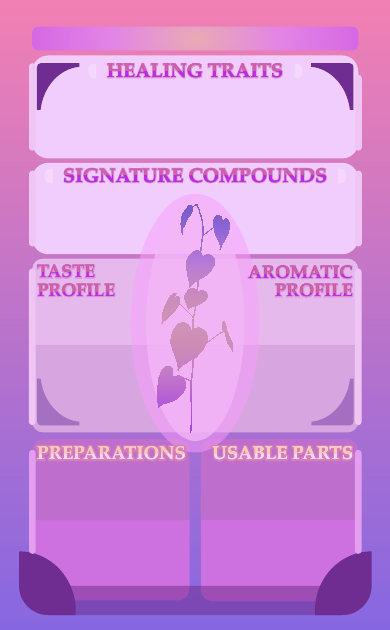 HEALING TRAITS
SIGNATURE COMPOUNDS
TASTE
PROFILE
AROMATIC
PROFILE
PREPARATIONS
USABLE PARTS